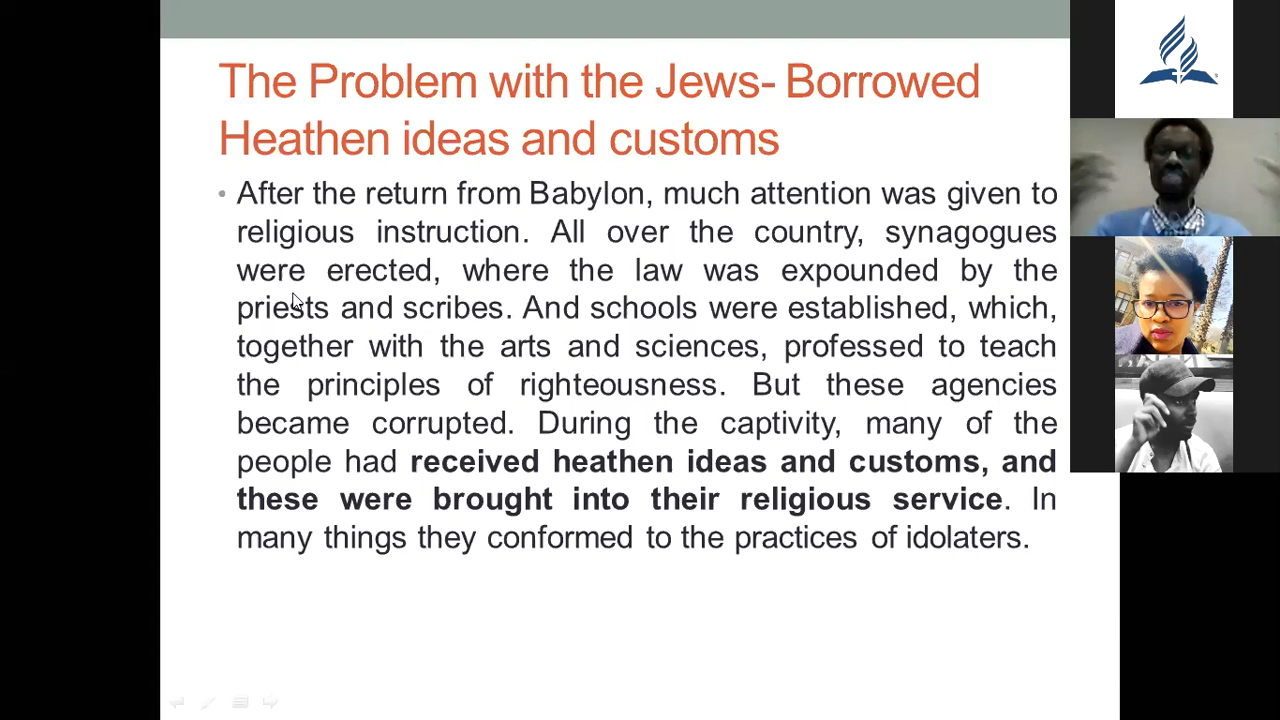 The Problem with the Jews- Borrowed
Heathen ideas and customs
• After the return from Babylon, much attention was given to
religious instruction. All over the country, synagogues
were erected, where the law was expounded by the
priests and scribes. And schools were established, which,
together with the arts and sciences, professed to teach
the principles of righteousness. But these agencies
became corrupted. During the captivity, many of the
people had received heathen ideas and customs, and
these were brought into their religious service. In
many things they conformed to the practices of idolaters.